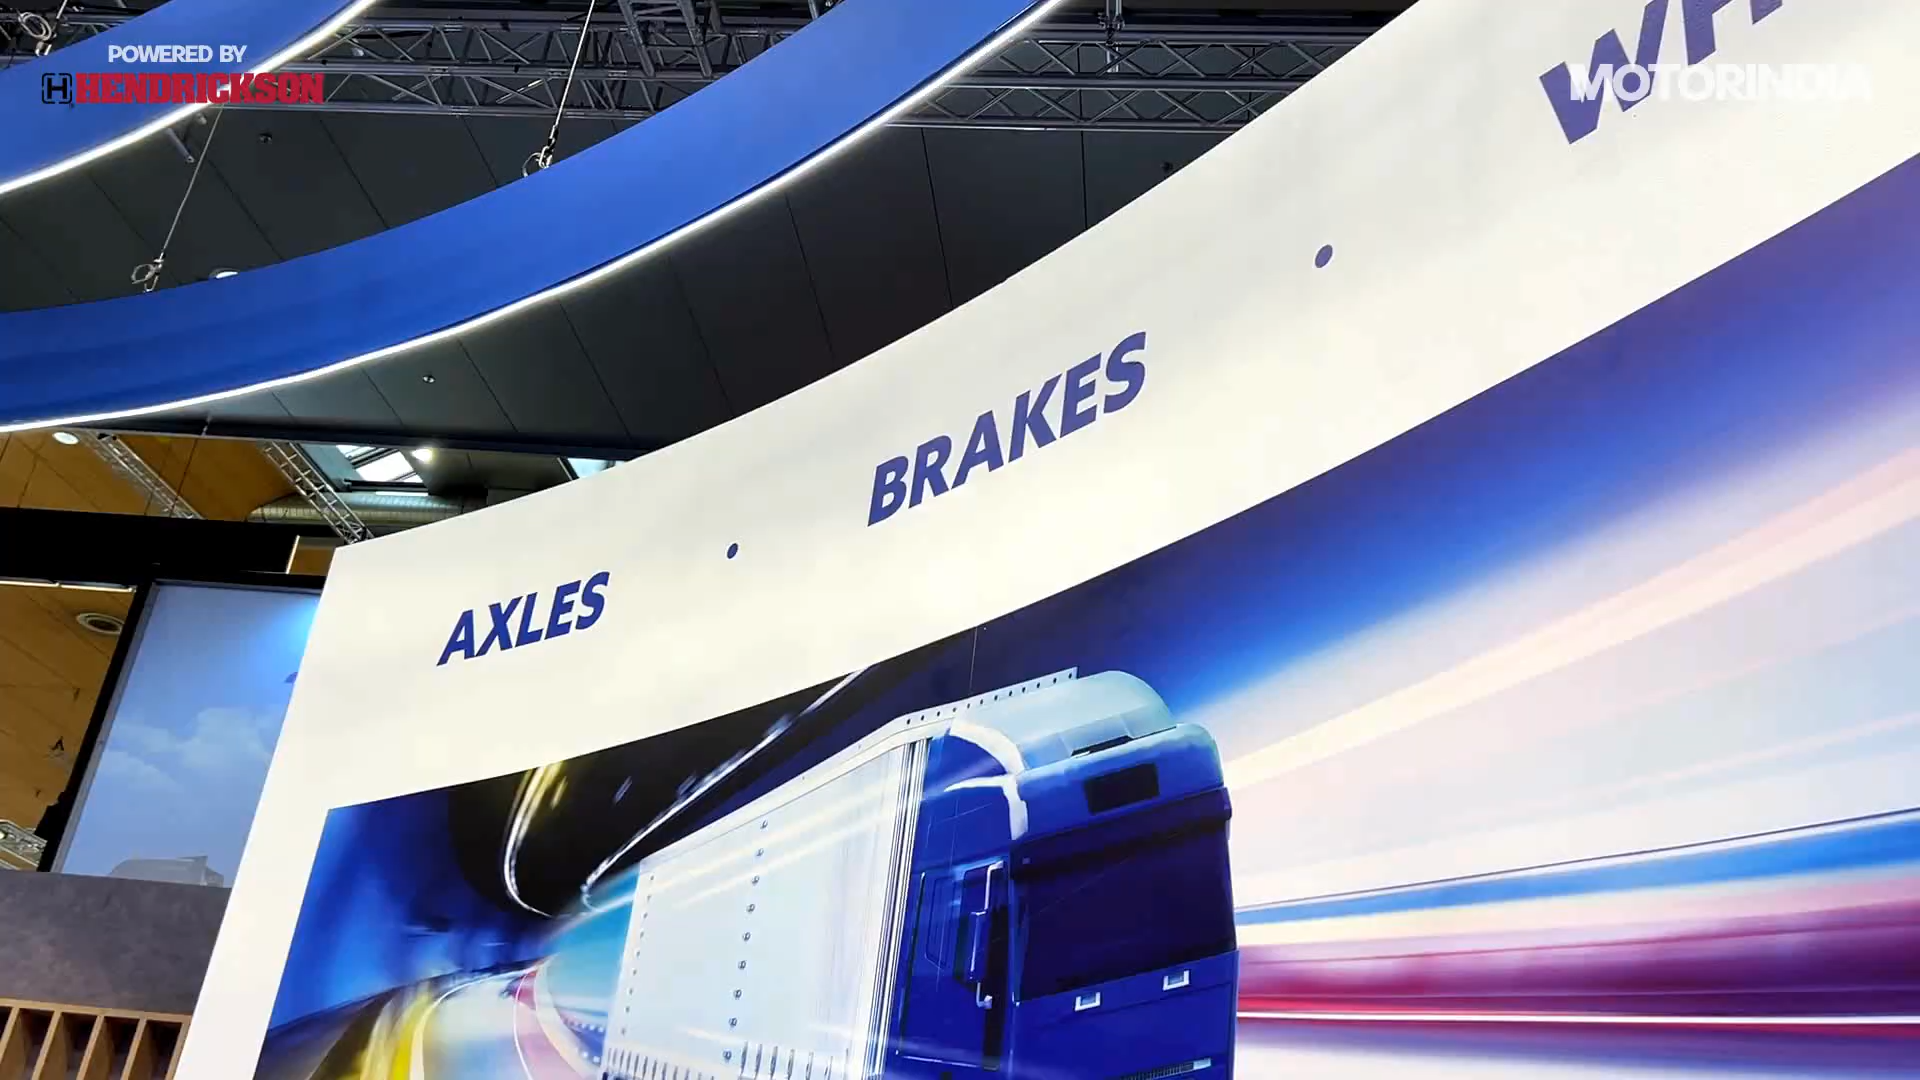 POWERED BY
HENDRICKSON
MOTORINDIA
AXLES • BRAKES •